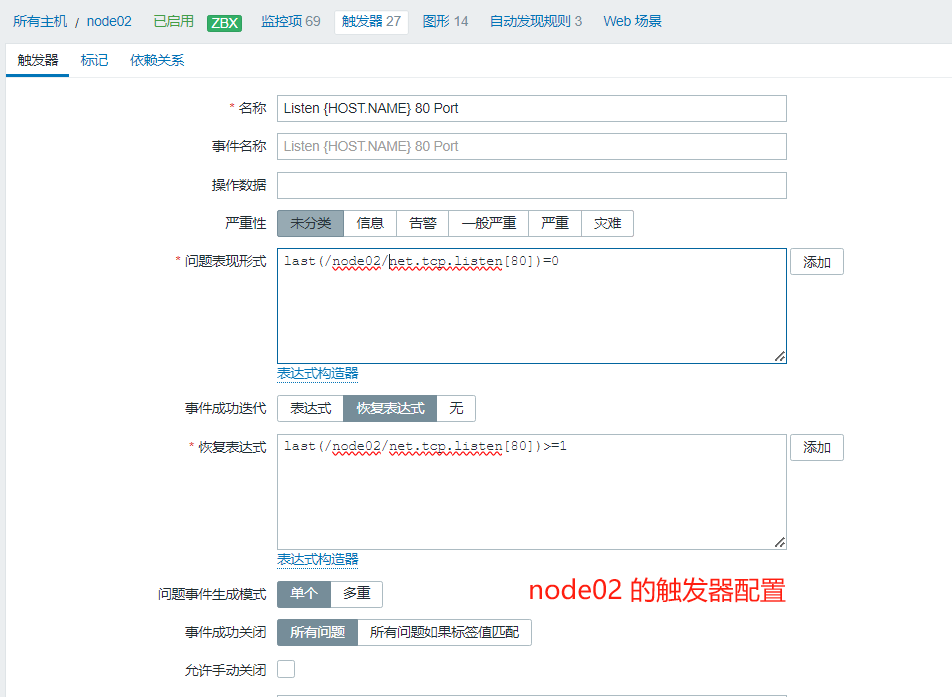 所有主机 / node02 已启用 ZBX 监控项 69 触发器 27 图形 14 自动发现规则 3 Web 场景
触发器 标记 依赖关系
* 名称 Listen {HOST.NAME} 80 Port
事件名称 Listen {HOST.NAME} 80 Port
操作数据
严重性 未分类 信息 告警 一般严重 严重 灾难
* 问题表现形式 last(/node02/net.tcp.listen[80])=0 添加
表达式构造器
事件成功迭代 表达式 恢复表达式 无
* 恢复表达式 last(/node02/net.tcp.listen[80])>=1 添加
表达式构造器
问题事件生成模式 单个 多重
node02 的触发器配置
事件成功关闭 所有问题 所有问题如果标签值匹配
允许手动关闭